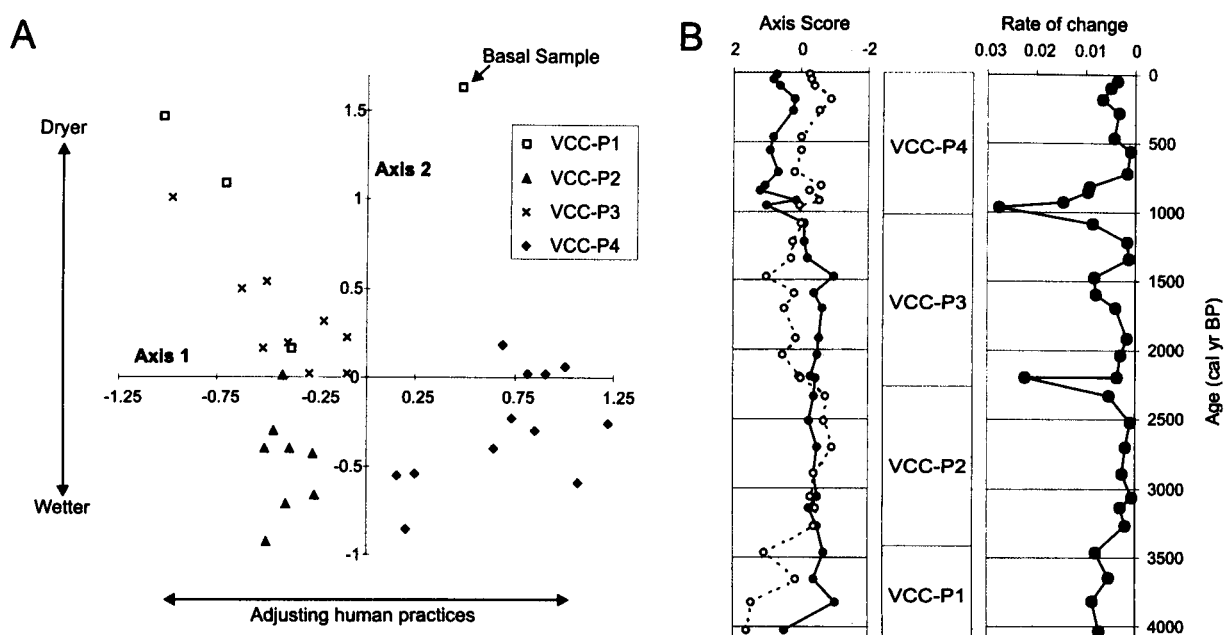 A
Basal Sample
Dryer
Wetter
Axis 2
Axis 1
1.5
1
0.5
0
-0.5
-1
-1.25
-0.75
-0.25
0.25
0.75
1.25
VCC-P1
VCC-P2
VCC-P3
VCC-P4
Adjusting human practices
B
Axis Score
2 0 -2
VCC-P4
VCC-P3
VCC-P2
VCC-P1
Rate of change
0.03 0.02 0.01 0
0
500
1000
1500
2000
2500
3000
3500
4000
Age (cal yr BP)